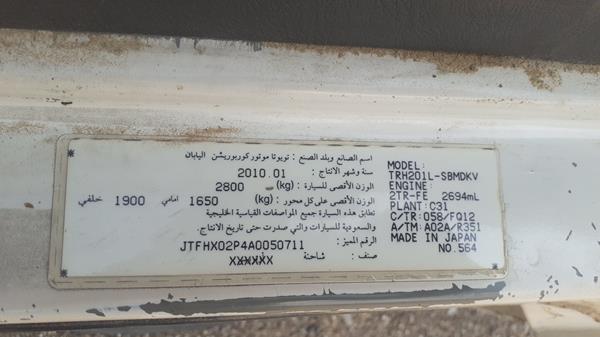 اسم الصانع وبلد الصنع : تويوتا موتور كوربوريشن اليابان
سنة وشهر الانتاج : 2010.01
الوزن الأقصى للسيارة : (kg) 2800
الوزن الأقصى على كل محور : (kg) 1650 امامي 1900 خلفي
تطابق هذه السيارة جميع المواصفات القياسية الخليجية
والسعودية للسيارات والتي صدرت حتى تاريخ الانتاج.
الرقم المميز : JTFHX02P4A0050711
صنف : شاحنة XXXXXX
MODEL:
TRH201L-SBMDKV
ENGINE:
2TR-FE 2694mL
PLANT: C31
C/TR: 058/F012
A/TM: A02A/R351
MADE IN JAPAN
NO.564